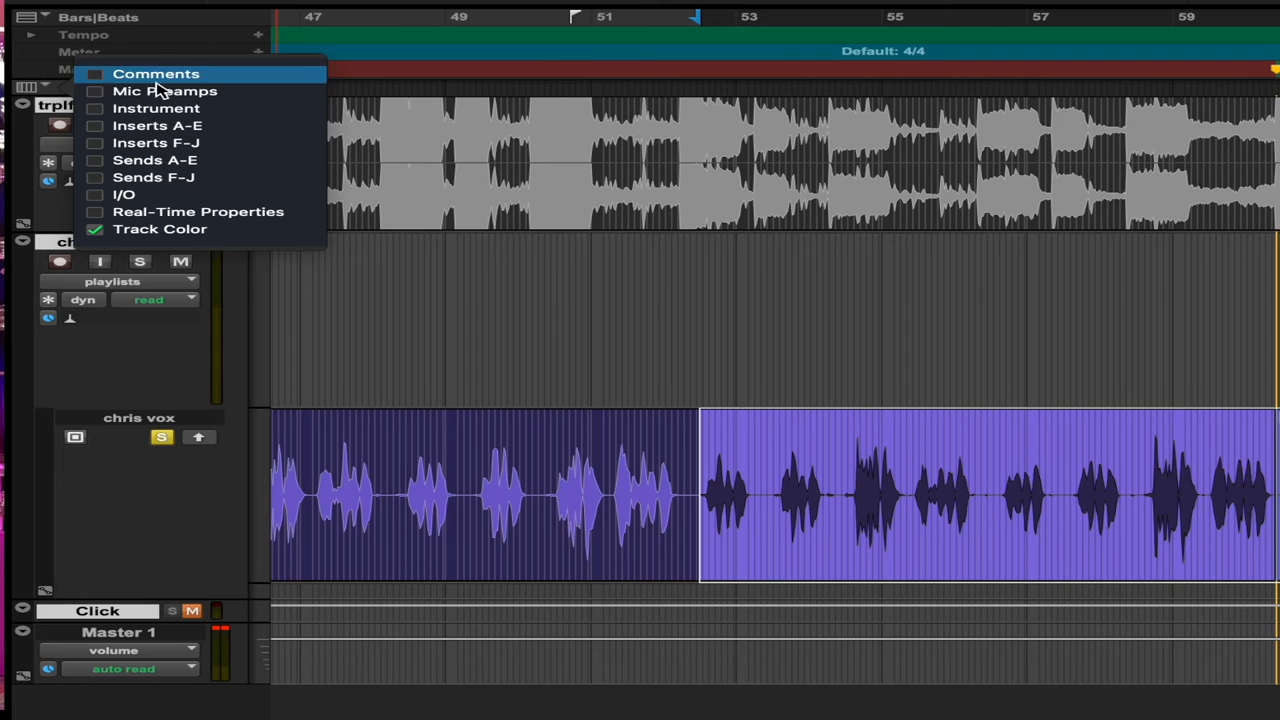 Bars|Beats
47 49 51 53 55 57 59
Tempo
Meter
Default: 4/4
Comments
Mic Preamps
Instrument
Inserts A-E
Inserts F-J
Sends A-E
Sends F-J
I/O
Real-Time Properties
Track Color
I S M
playlists
dyn read
chris vox
S
Click S M
Master 1
volume
auto read